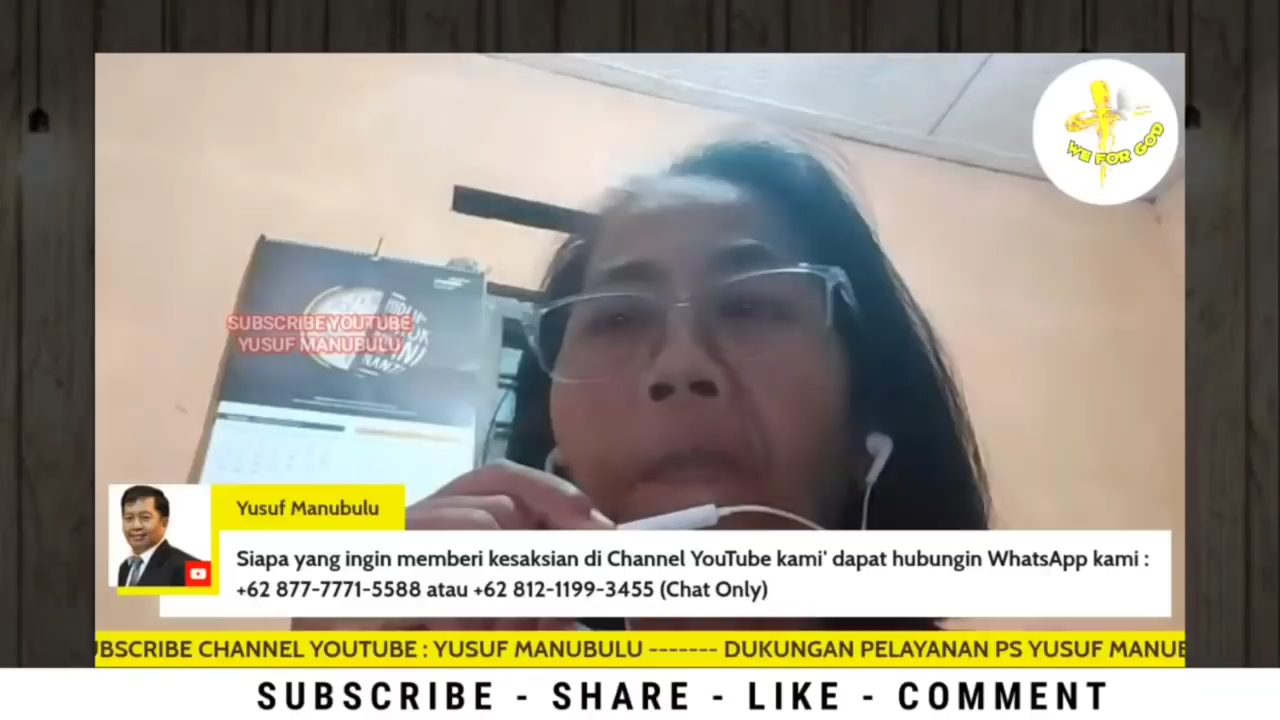 WE FOR GOD
SUBSCRIBE YOUTUBE
YUSUF MANUBULU
Yusuf Manubulu
Siapa yang ingin memberi kesaksian di Channel YouTube kami' dapat hubungin WhatsApp kami :
+62 877-7771-5588 atau +62 812-1199-3455 (Chat Only)
UBSCRIBE CHANNEL YOUTUBE : YUSUF MANUBULU ------- DUKUNGAN PELAYANAN PS YUSUF MANUB
SUBSCRIBE - SHARE - LIKE - COMMENT